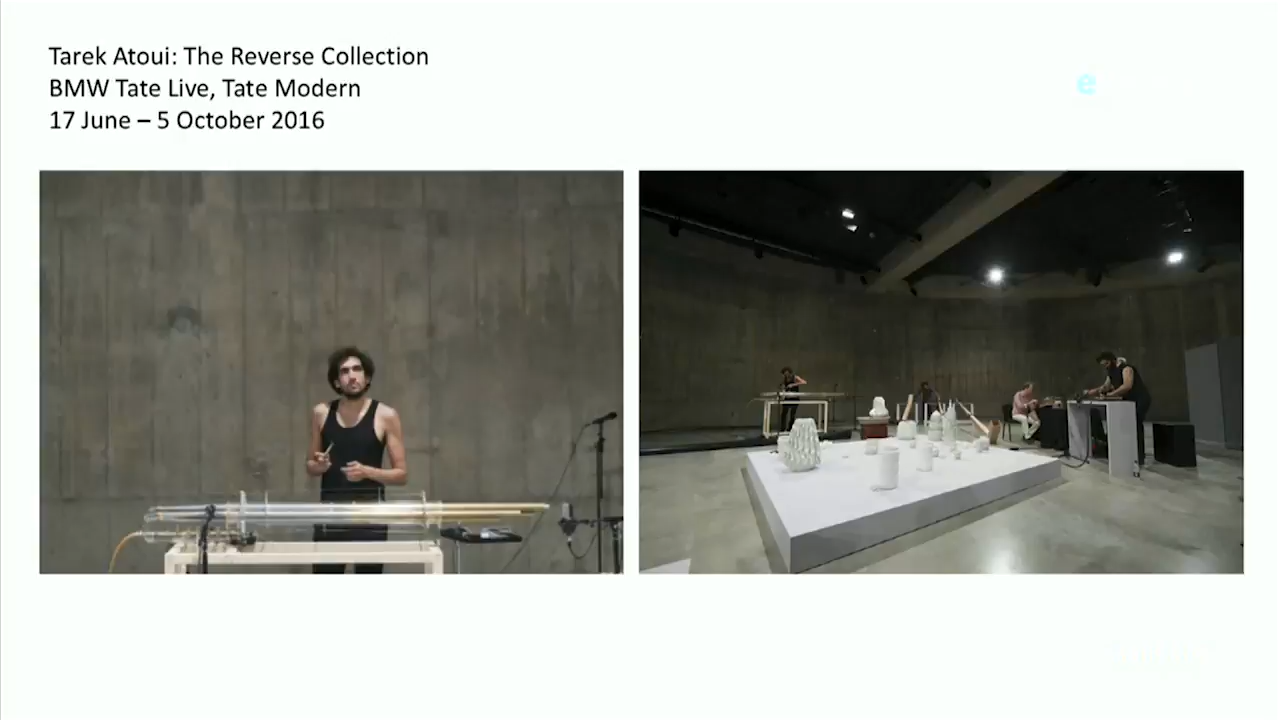 Tarek Atoui: The Reverse Collection
BMW Tate Live, Tate Modern
17 June – 5 October 2016